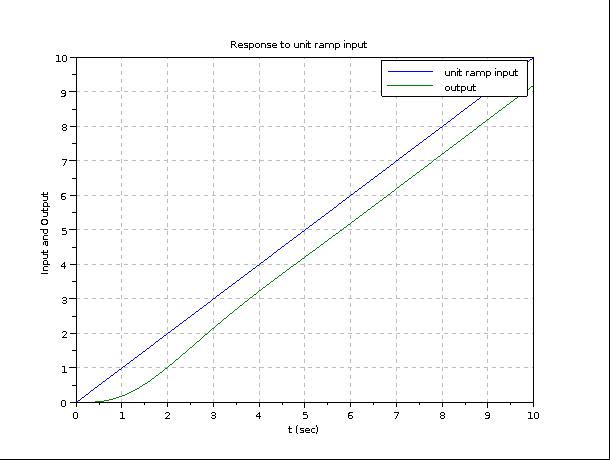 Response to unit ramp input
unit ramp input
output
Input and Output
10
9
8
7
6
5
4
3
2
1
0
0 1 2 3 4 5 6 7 8 9 10
t (sec)